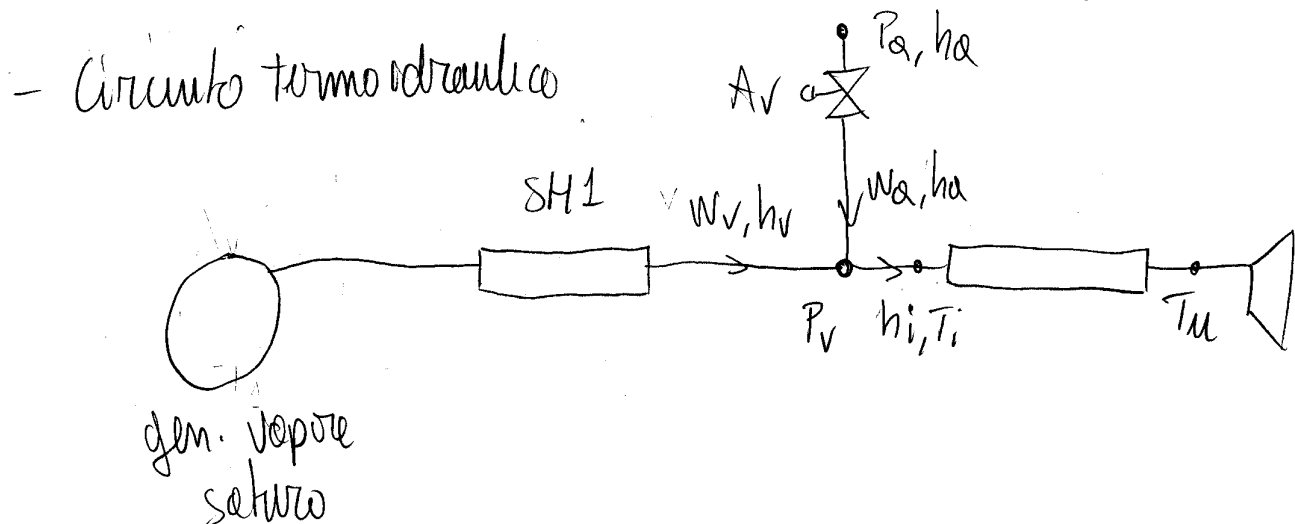 - Circuito termoidraulico
Pa, ha
Av
SH1
wv, hv
wa, ha
Pv
hi, Ti
Tu
gen. vapore
saturo